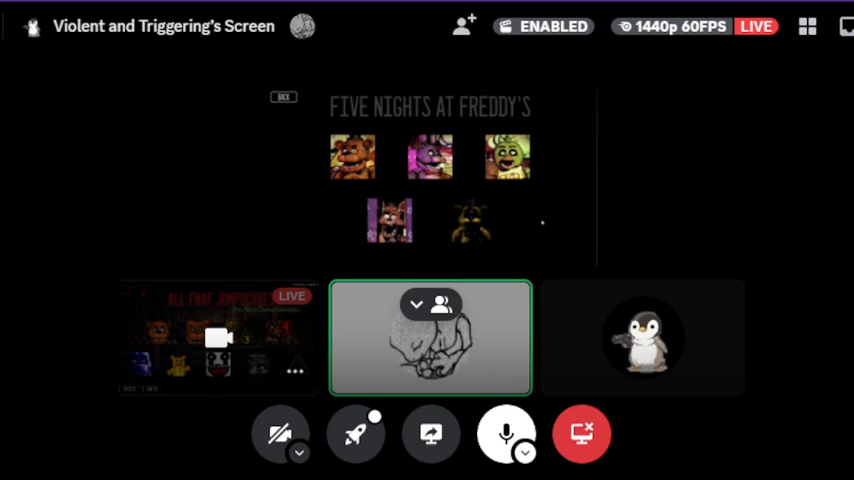 Violent and Triggering's Screen
ENABLED
1440p 60FPS
LIVE
BACK
FIVE NIGHTS AT FREDDY'S
ALL FNAF JUMPSCARES
LIVE